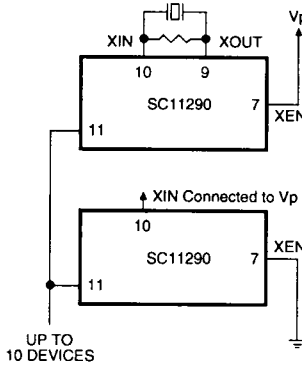 Vp
XIN XOUT
10 9
SC11290
7
XEN
11
XIN Connected to Vp
10
SC11290
7
XEN
11
UP TO
10 DEVICES